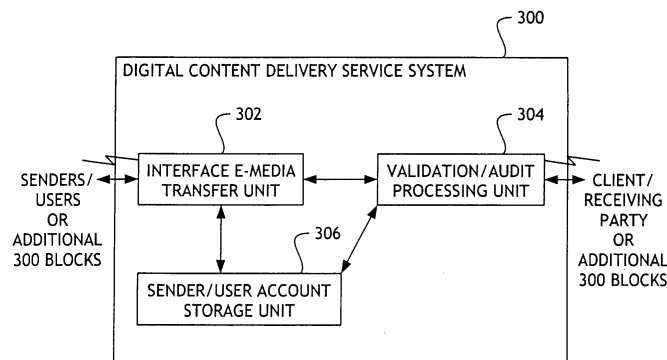 300
DIGITAL CONTENT DELIVERY SERVICE SYSTEM
302
304
INTERFACE E-MEDIA
TRANSFER UNIT
VALIDATION/AUDIT
PROCESSING UNIT
SENDERS/
USERS
OR
ADDITIONAL
300 BLOCKS
CLIENT/
RECEIVING
PARTY
OR
ADDITIONAL
300 BLOCKS
306
SENDER/USER ACCOUNT
STORAGE UNIT